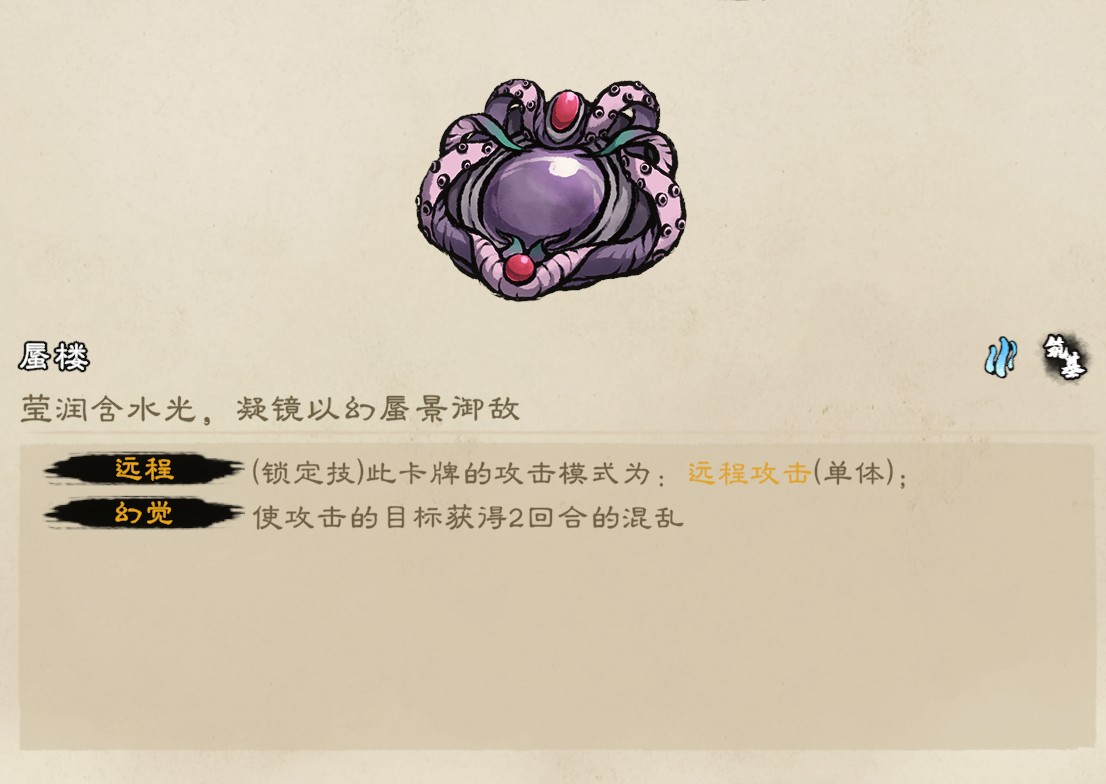 蜃楼
筑基
莹润含水光，凝镜以幻蜃景御敌
远程 (锁定技)此卡牌的攻击模式为：远程攻击(单体)；
幻觉 使攻击的目标获得2回合的混乱